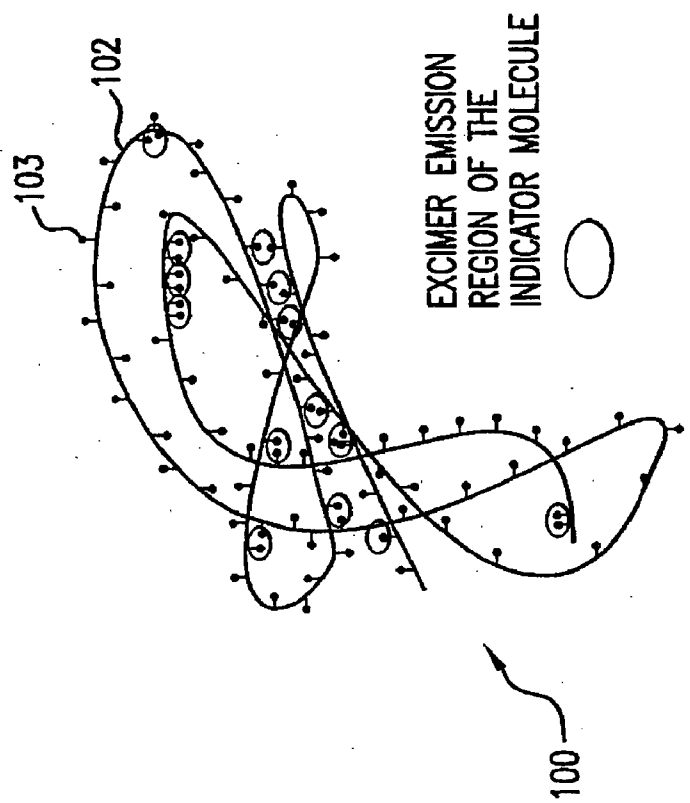 103
102
EXCIMER EMISSION
REGION OF THE
INDICATOR MOLECULE
100